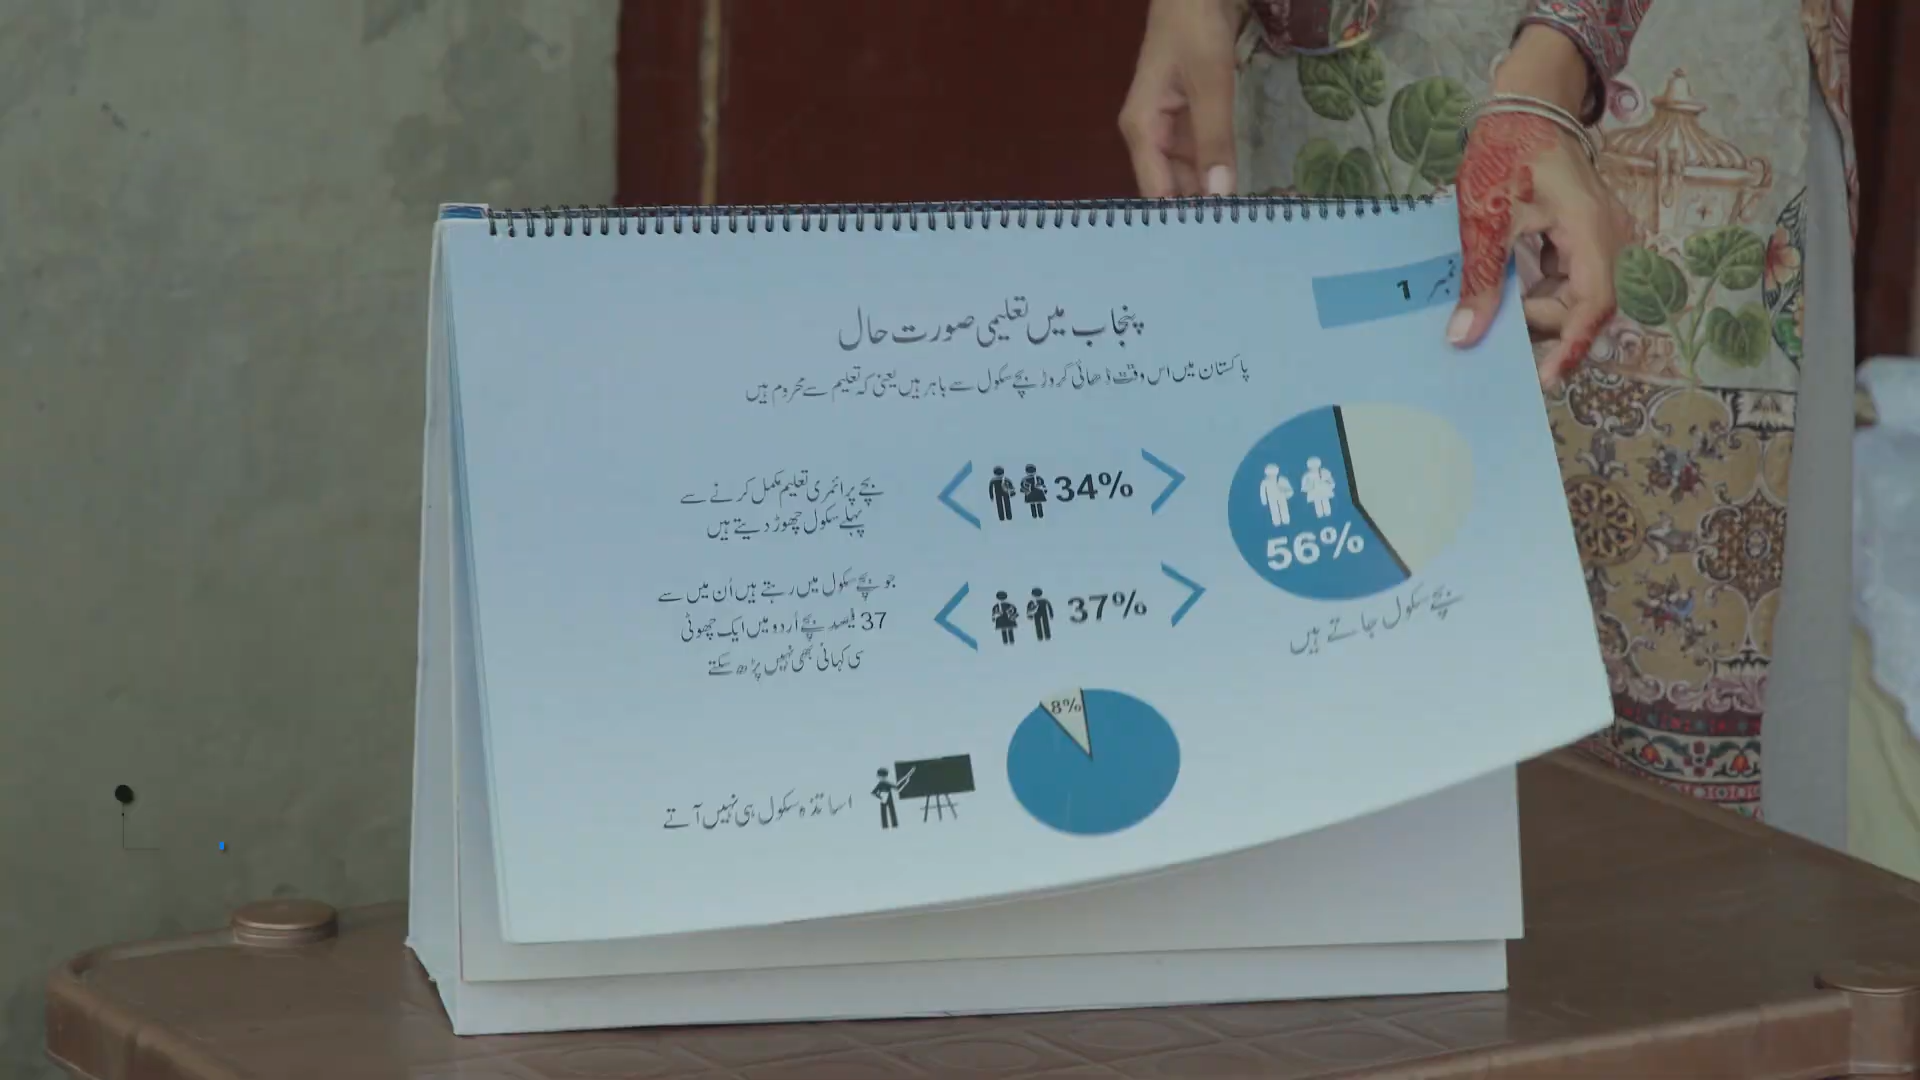 نمبر 1
پنجاب میں تعلیمی صورت حال
پاکستان میں اس وقت ڈھائی کروڑ بچے سکول سے باہر ہیں یعنی کہ تعلیم سے محروم ہیں
56%
بچے سکول جاتے ہیں
34%
بچے پرائمری تعلیم مکمل کرنے سے
پہلے سکول چھوڑ دیتے ہیں
37%
جو بچے سکول میں رہتے ہیں اُن میں سے
37 فیصد بچے اُردو میں ایک چھوٹی
سی کہانی بھی نہیں پڑھ سکتے
8%
اساتذہ سکول ہی نہیں آتے